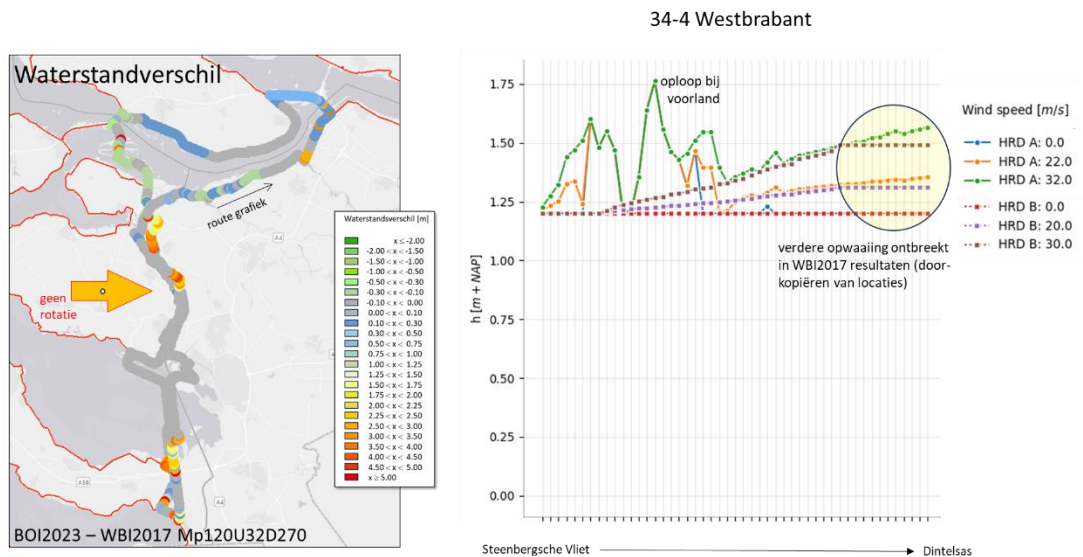 34-4 Westbrabant
Waterstandverschil
route grafiek
A4
geen
rotatie
A58
A4
BOI2023 – WBI2017 Mp120U32D270
Waterstandsverschil [m]
x ≤ -2.00
-2.00 < x < -1.50
-1.50 < x < -1.00
-1.00 < x < -0.50
-0.50 < x < -0.30
-0.30 < x < -0.10
-0.10 < x < 0.00
0.00 < x < 0.10
0.10 < x < 0.30
0.30 < x < 0.50
0.50 < x < 0.75
0.75 < x < 1.00
1.00 < x < 1.25
1.25 < x < 1.50
1.50 < x < 1.75
1.75 < x < 2.00
2.00 < x < 2.25
2.25 < x < 2.50
2.50 < x < 3.00
3.00 < x < 3.50
3.50 < x < 4.00
4.00 < x < 4.50
4.50 < x < 5.00
x ≥ 5.00
h [m + NAP]
1.75
1.50
1.25
1.00
0.75
0.50
0.25
0.00
oploop bij
voorland
verdere opwaaiing ontbreekt
in WBI2017 resultaten (door-
kopiëren van locaties)
Wind speed [m/s]
HRD A: 0.0
HRD A: 22.0
HRD A: 32.0
HRD B: 0.0
HRD B: 20.0
HRD B: 30.0
Steenbergsche Vliet
Dintelsas